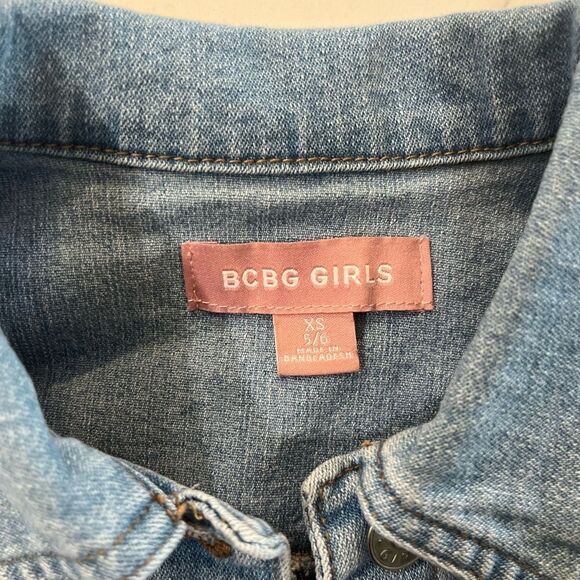 BCBG GIRLS
XS
5/6
MADE IN
BANGLADESH